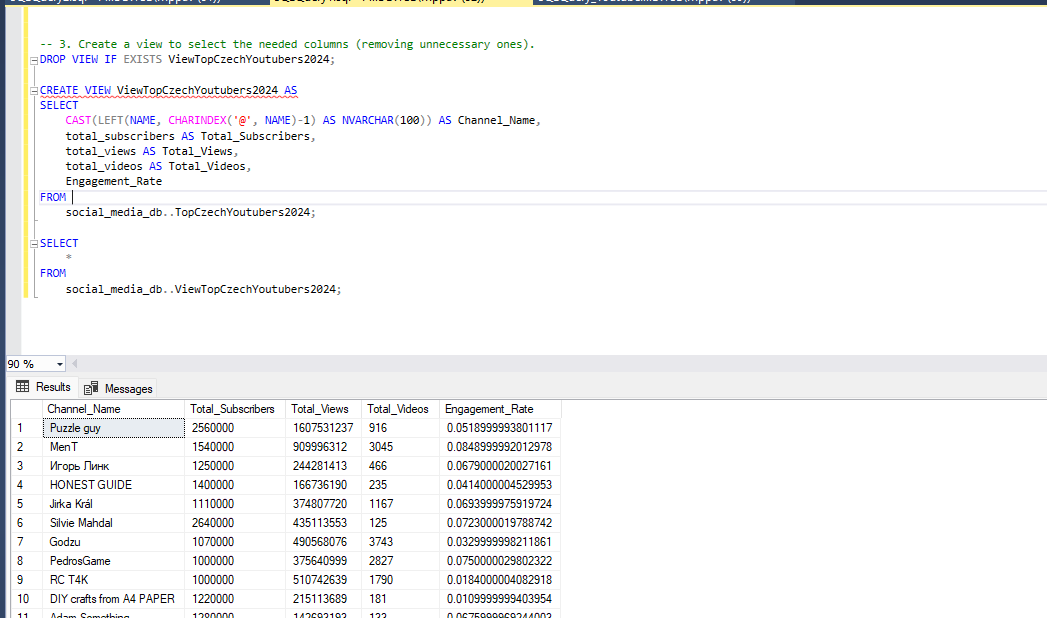 -- 3. Create a view to select the needed columns (removing unnecessary ones).
DROP VIEW IF EXISTS ViewTopCzechYoutubers2024;
CREATE VIEW ViewTopCzechYoutubers2024 AS
SELECT
CAST(LEFT(NAME, CHARINDEX('@', NAME)-1) AS NVARCHAR(100)) AS Channel_Name,
total_subscribers AS Total_Subscribers,
total_views AS Total_Views,
total_videos AS Total_Videos,
Engagement_Rate
FROM
social_media_db..TopCzechYoutubers2024;
SELECT
*
FROM
social_media_db..ViewTopCzechYoutubers2024;
90 %
Results Messages
Channel_Name Total_Subscribers Total_Views Total_Videos Engagement_Rate
1 Puzzle guy 2560000 1607531237 916 0.0518999993801117
2 MenT 1540000 909996312 3045 0.0848999992012978
3 Игорь Линк 1250000 244281413 466 0.0679000020027161
4 HONEST GUIDE 1400000 166736190 235 0.0414000004529953
5 Jirka Král 1110000 374807720 1167 0.0693999975919724
6 Silvie Mahdal 2640000 435113553 125 0.0723000019788742
7 Godzu 1070000 490568076 3743 0.0329999998211861
8 PedrosGame 1000000 375640999 2827 0.0750000029802322
9 RC T4K 1000000 510742639 1790 0.0184000004082918
10 DIY crafts from A4 PAPER 1220000 215113689 181 0.0109999999403954
11 Adam Something 1280000 142693193 133